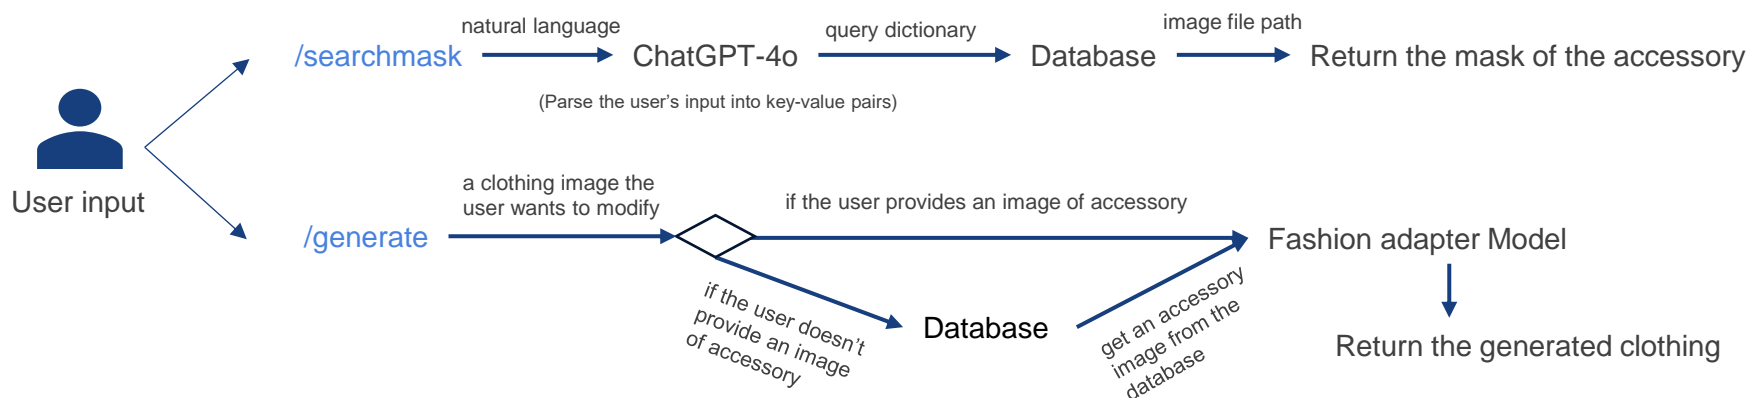 natural language
query dictionary
image file path
/searchmask
ChatGPT-4o
Database
Return the mask of the accessory
(Parse the user's input into key-value pairs)
User input
a clothing image the
user wants to modify
if the user provides an image of accessory
/generate
Fashion adapter Model
if the user doesn't
provide an image
of accessory
Database
get an accessory
image from the
database
Return the generated clothing